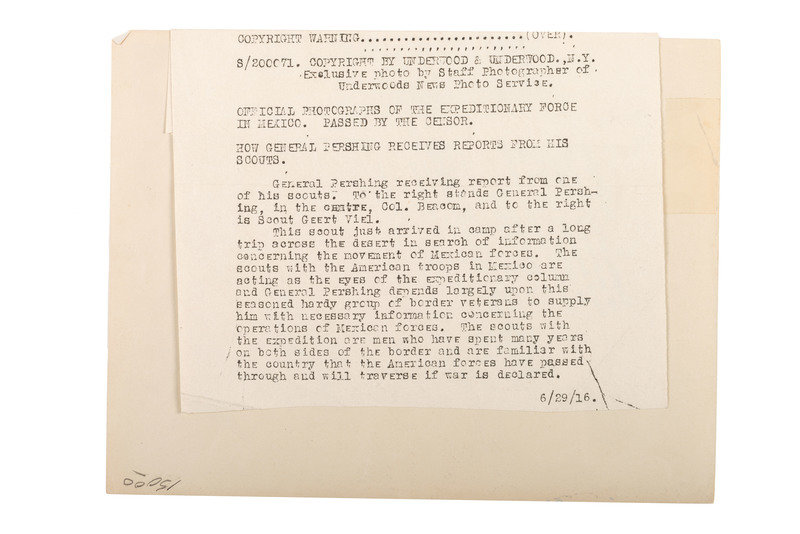 COPYRIGHT WARNING........................(OVER).
S/200071. COPYRIGHT BY UNDERWOOD & UNDERWOOD.,N.Y.
Exclusive photo by Staff Photographer of
Underwoods News Photo Service.
OFFICIAL PHOTOGRAPHS OF THE EXPEDITIONARY FORCE
IN MEXICO. PASSED BY THE CENSOR.
HOW GENERAL PERSHING RECEIVES REPORTS FROM HIS
SCOUTS.
General Pershing receiving report from one
of his scouts. To the right stands General Persh-
ing, in the centre, Col. Beacom, and to the right
is Scout Geert Viel.
This scout just arrived in camp after a long
trip across the desert in search of information
concerning the movement of Mexican forces. The
scouts with the American troops in Mexico are
acting as the eyes of the expeditionary column
and General Pershing depends largely upon this
seasoned hardy group of border veterans to supply
him with necessary information concerning the
operations of Mexican forces. The scouts with
the expedition are men who have spent many years
on both sides of the border and are familiar with
the country that the American forces have passed
through and will traverse if war is declared.
6/29/16.
15000